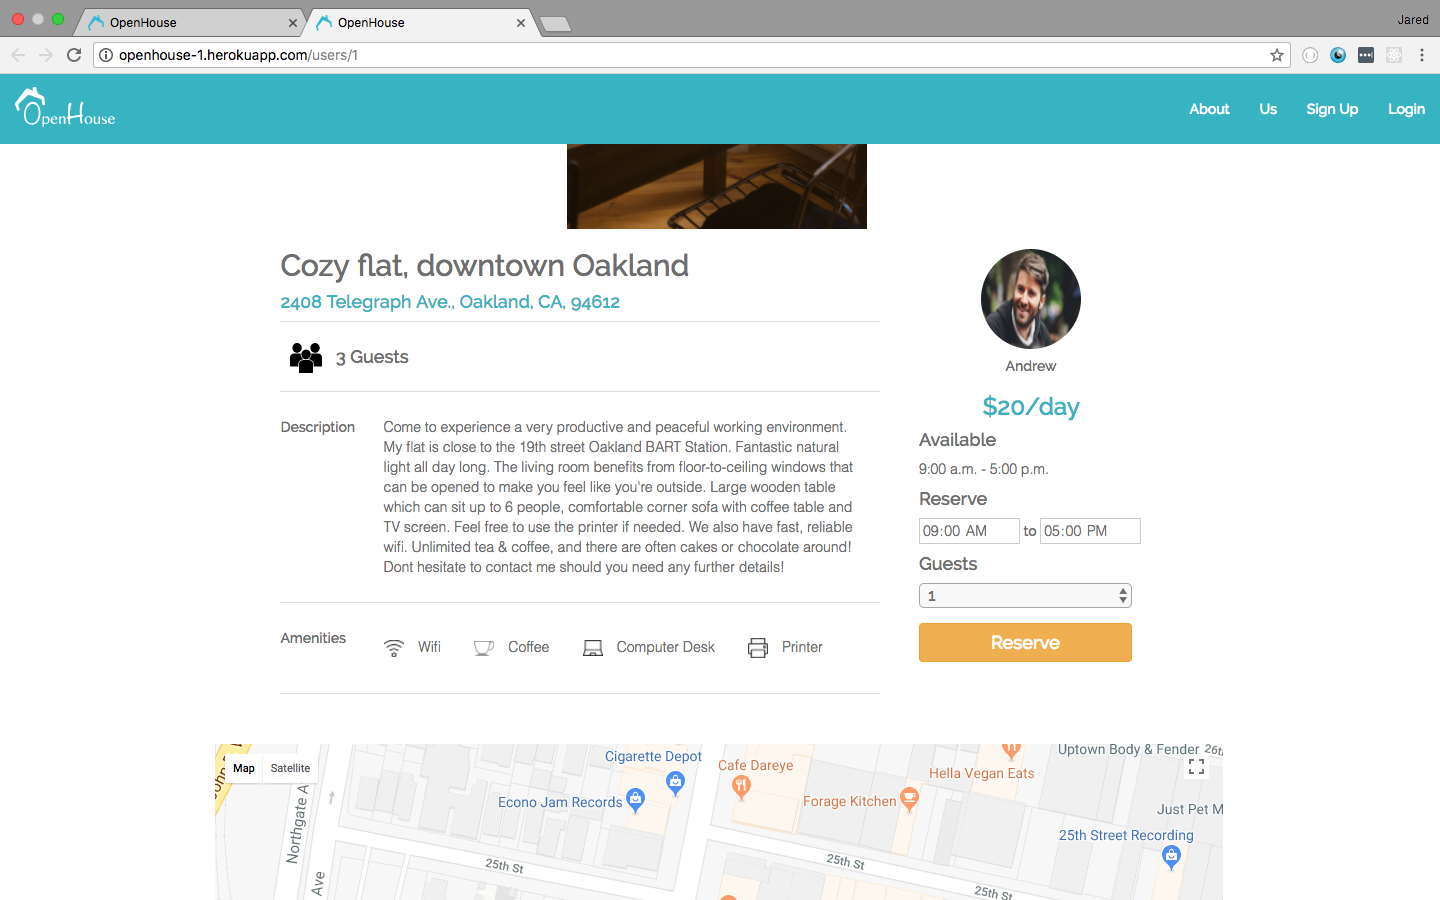 OpenHouse
OpenHouse
Jared
openhouse-1.herokuapp.com/users/1
OpenHouse
About
Us
Sign Up
Login
Cozy flat, downtown Oakland
2408 Telegraph Ave., Oakland, CA, 94612
3 Guests
Description
Come to experience a very productive and peaceful working environment.
My flat is close to the 19th street Oakland BART Station. Fantastic natural
light all day long. The living room benefits from floor-to-ceiling windows that
can be opened to make you feel like you're outside. Large wooden table
which can sit up to 6 people, comfortable corner sofa with coffee table and
TV screen. Feel free to use the printer if needed. We also have fast, reliable
wifi. Unlimited tea & coffee, and there are often cakes or chocolate around!
Dont hesitate to contact me should you need any further details!
Amenities
Wifi
Coffee
Computer Desk
Printer
Andrew
$20/day
Available
9:00 a.m. - 5:00 p.m.
Reserve
09:00 AM to 05:00 PM
Guests
1
Reserve
Map
Satellite
Cigarette Depot
Econo Jam Records
Cafe Dareye
Forage Kitchen
Hella Vegan Eats
Uptown Body & Fender
26t
Just Pet M
25th Street Recording
Northgate A
Ave
25th St
25th St
25th St